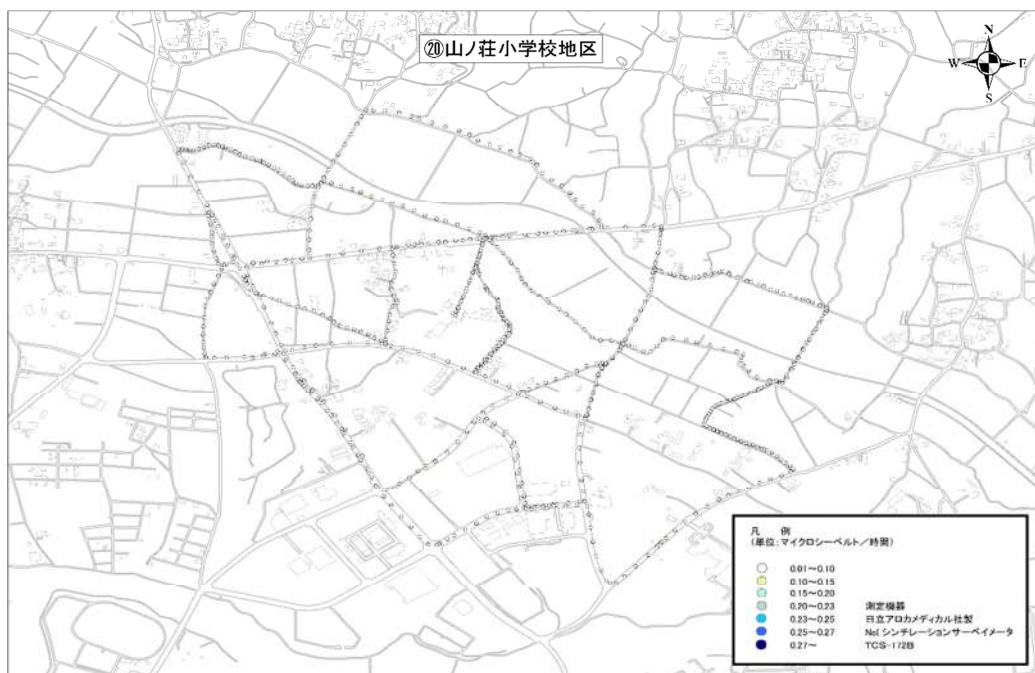 ⑳山ノ荘小学校地区
N
W E
S
凡 例
(単位:マイクロシーベルト/時間)
0.01~0.10
0.10~0.15
0.15~0.20
0.20~0.23 測定機器
0.23~0.25 日立アロカメディカル社製
0.25~0.27 NaI シンチレーションサーベイメータ
0.27~ TCS-172B